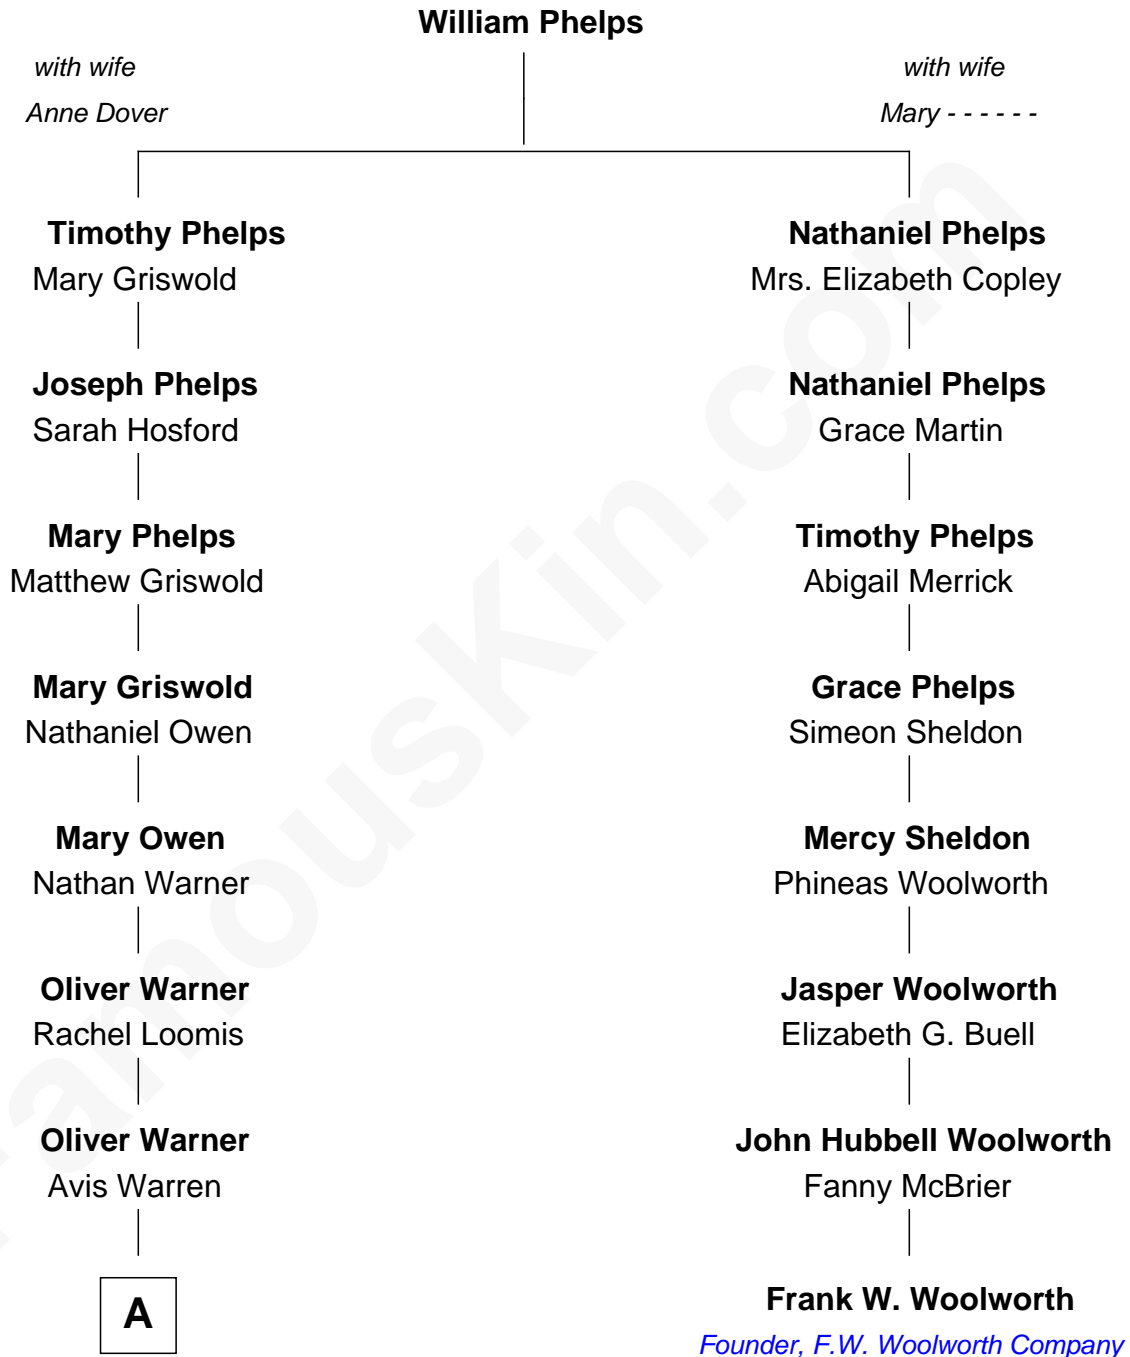 William Phelps
with wife
Anne Dover
with wife
Mary - - - - - -
Timothy Phelps
Mary Griswold
Nathaniel Phelps
Mrs. Elizabeth Copley
Joseph Phelps
Sarah Hosford
Nathaniel Phelps
Grace Martin
Mary Phelps
Matthew Griswold
Timothy Phelps
Abigail Merrick
Mary Griswold
Nathaniel Owen
Grace Phelps
Simeon Sheldon
Mary Owen
Nathan Warner
Mercy Sheldon
Phineas Woolworth
Oliver Warner
Rachel Loomis
Jasper Woolworth
Elizabeth G. Buell
Oliver Warner
Avis Warren
John Hubbell Woolworth
Fanny McBrier
A
Frank W. Woolworth
Founder, F.W. Woolworth Company
FamousKin.com